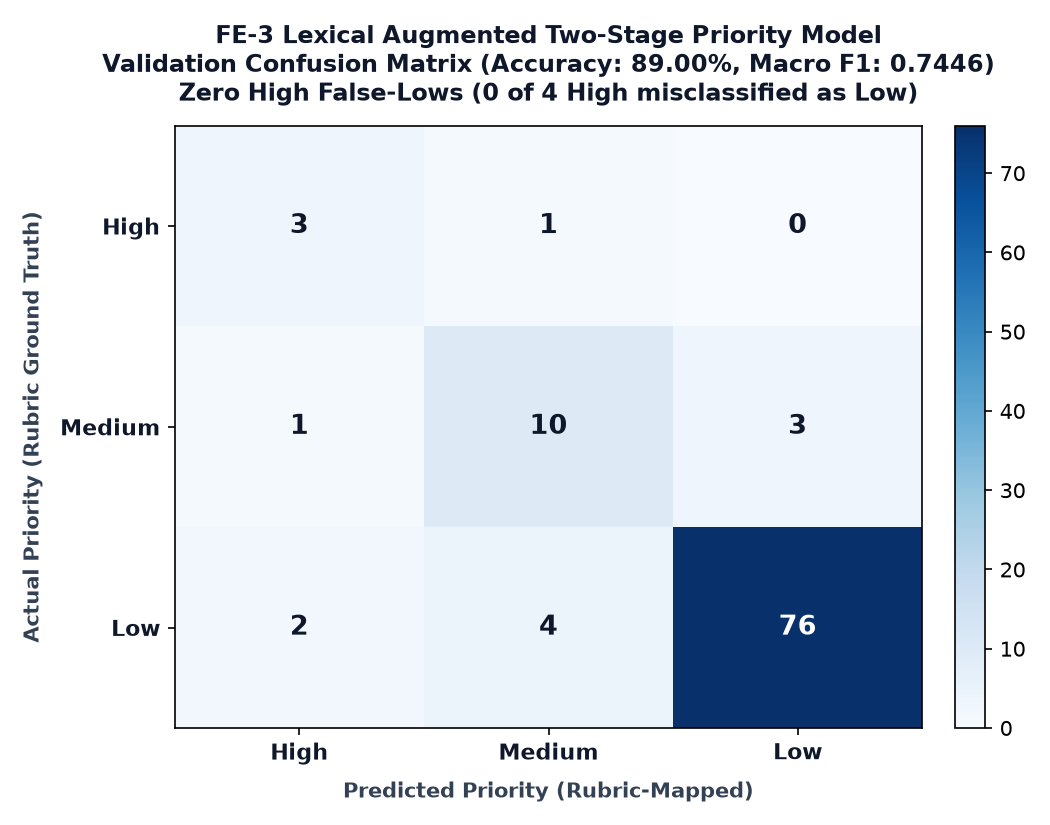 FE-3 Lexical Augmented Two-Stage Priority Model
Validation Confusion Matrix (Accuracy: 89.00%, Macro F1: 0.7446)
Zero High False-Lows (0 of 4 High misclassified as Low)
Actual Priority (Rubric Ground Truth)
High
3
1
0
Medium
1
10
3
Low
2
4
76
High
Medium
Low
Predicted Priority (Rubric-Mapped)
70
60
50
40
30
20
10
0